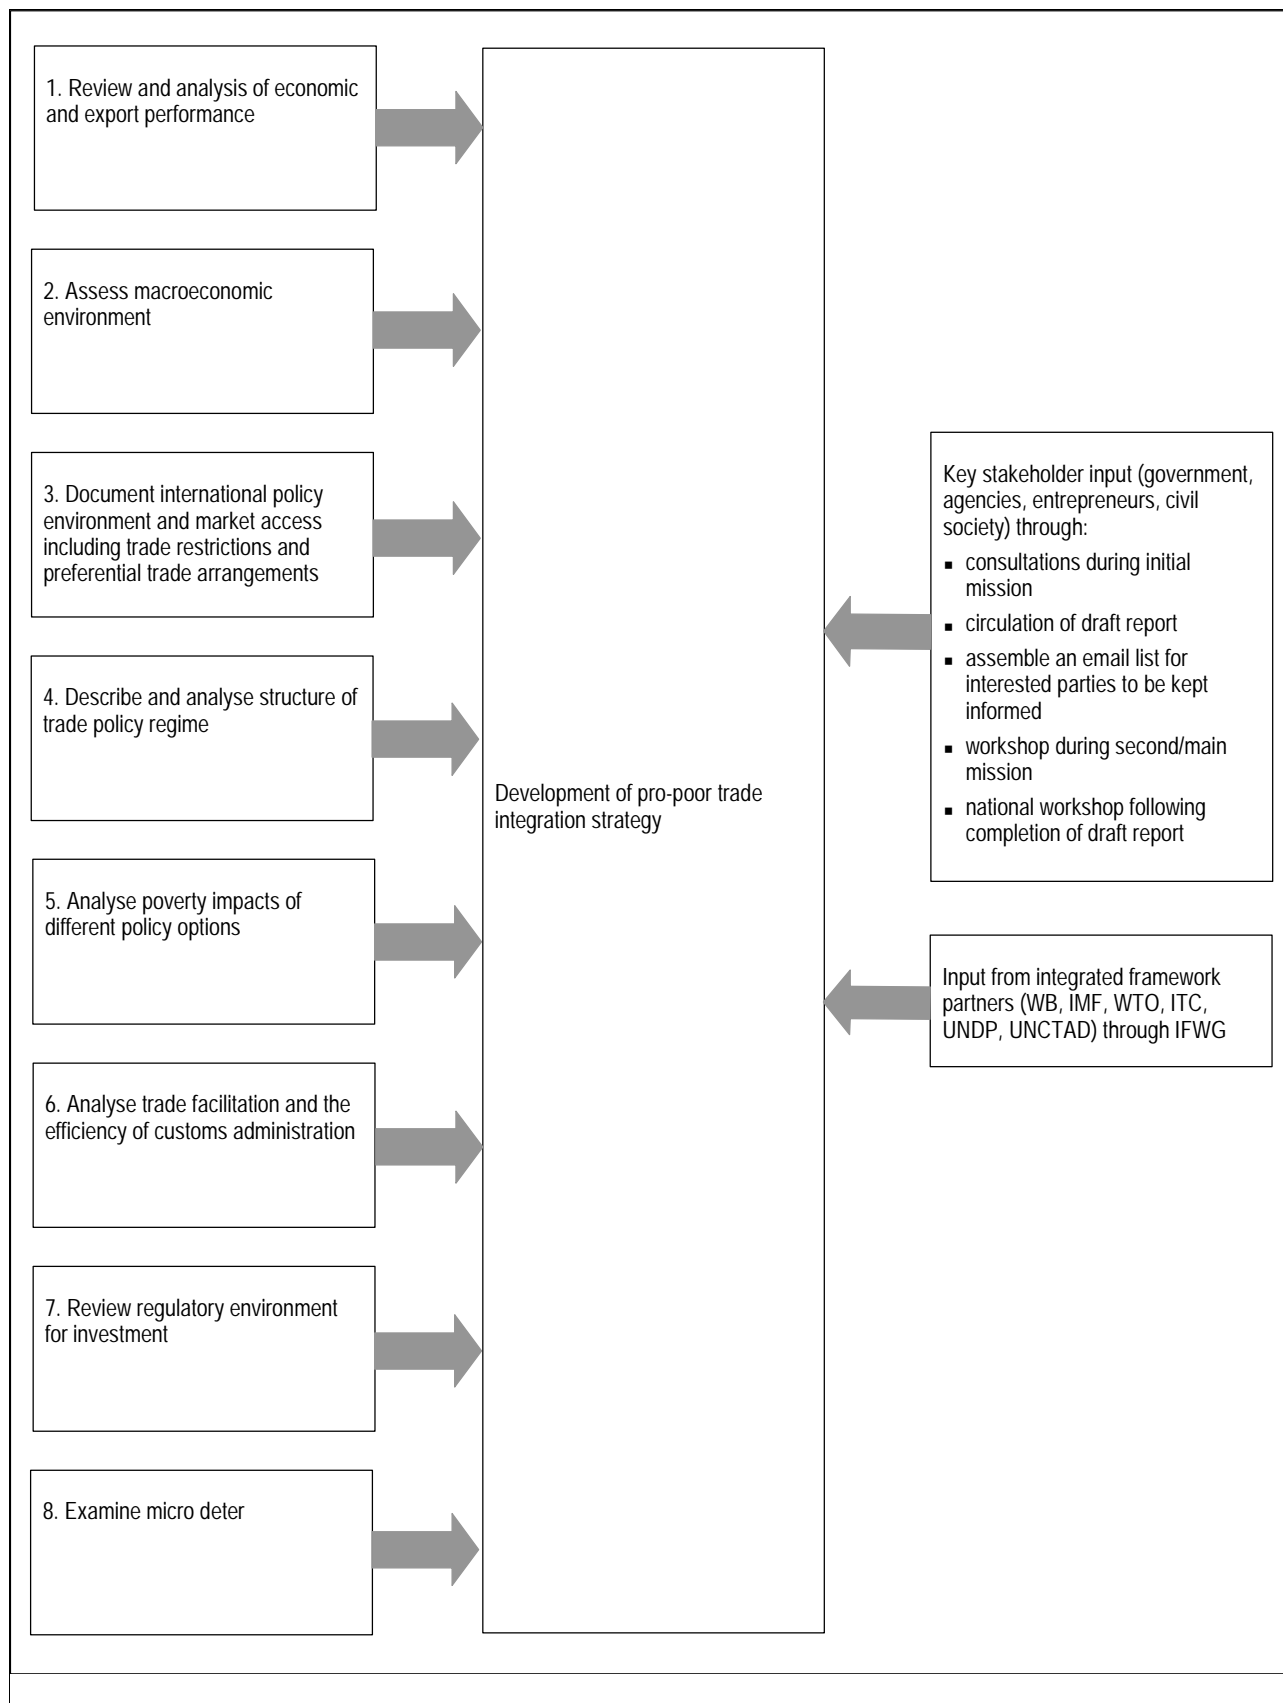 1. Review and analysis of economic
and export performance
2. Assess macroeconomic
environment
3. Document international policy
environment and market access
including trade restrictions and
preferential trade arrangements
4. Describe and analyse structure of
trade policy regime
5. Analyse poverty impacts of
different policy options
6. Analyse trade facilitation and the
efficiency of customs administration
7. Review regulatory environment
for investment
8. Examine micro deter
Development of pro-poor trade
integration strategy
Key stakeholder input (government,
agencies, entrepreneurs, civil
society) through:
▪ consultations during initial
mission
▪ circulation of draft report
▪ assemble an email list for
interested parties to be kept
informed
▪ workshop during second/main
mission
▪ national workshop following
completion of draft report
Input from integrated framework
partners (WB, IMF, WTO, ITC,
UNDP, UNCTAD) through IFWG